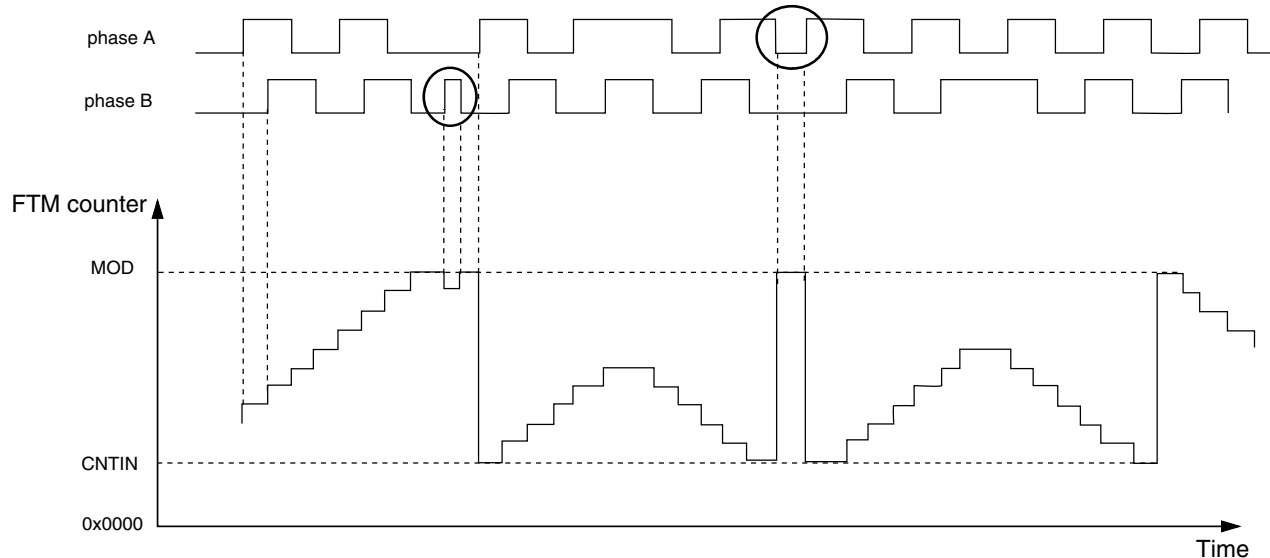 phase A
phase B
FTM counter
MOD
CNTIN
0x0000
Time